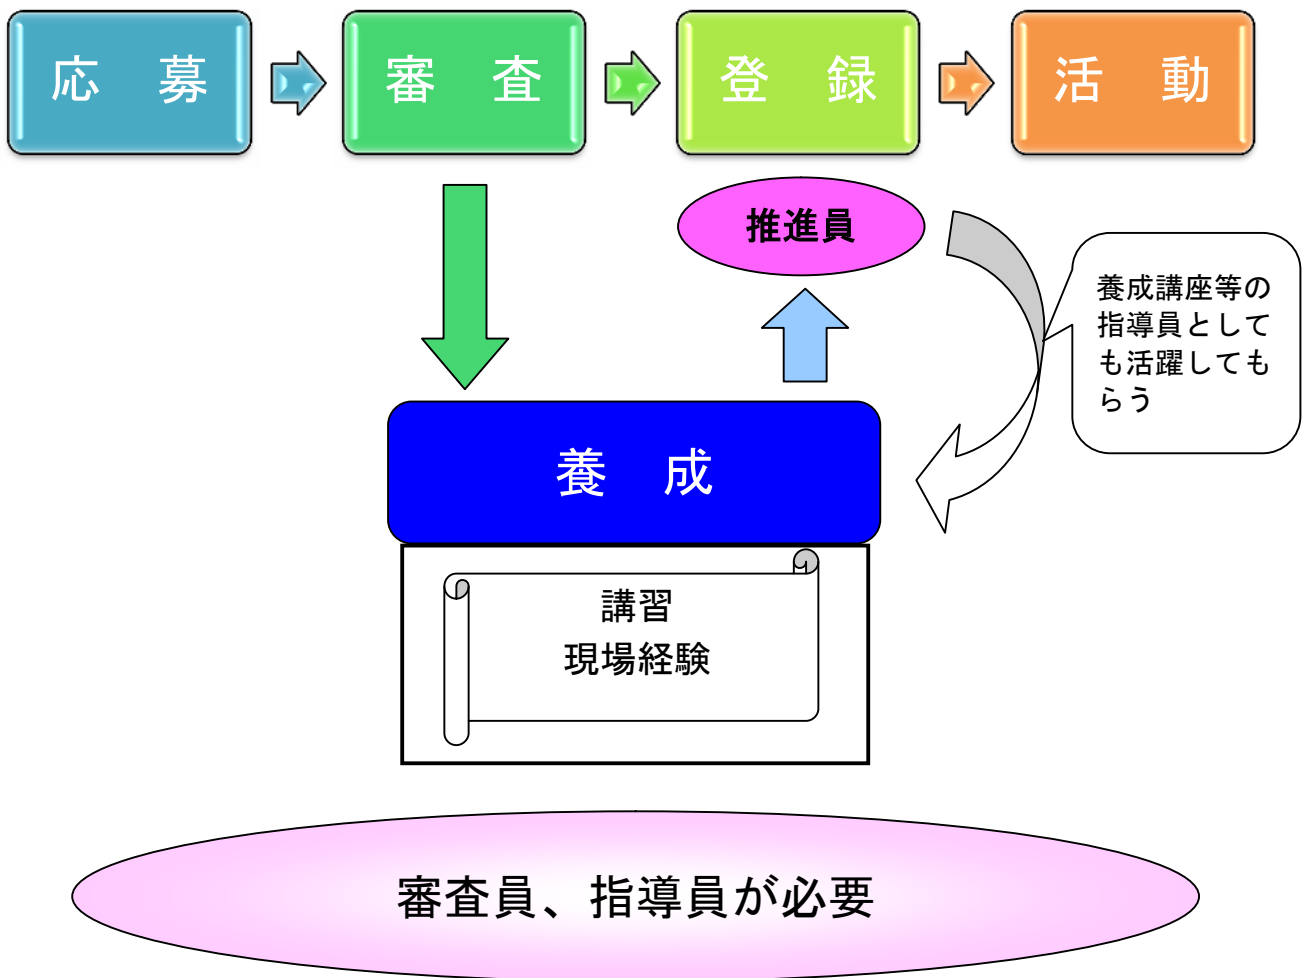 応　募
審　査
登　録
活　動
推進員
養成講座等の
指導員として
も活躍しても
らう
養　成
講習
現場経験
審査員、指導員が必要